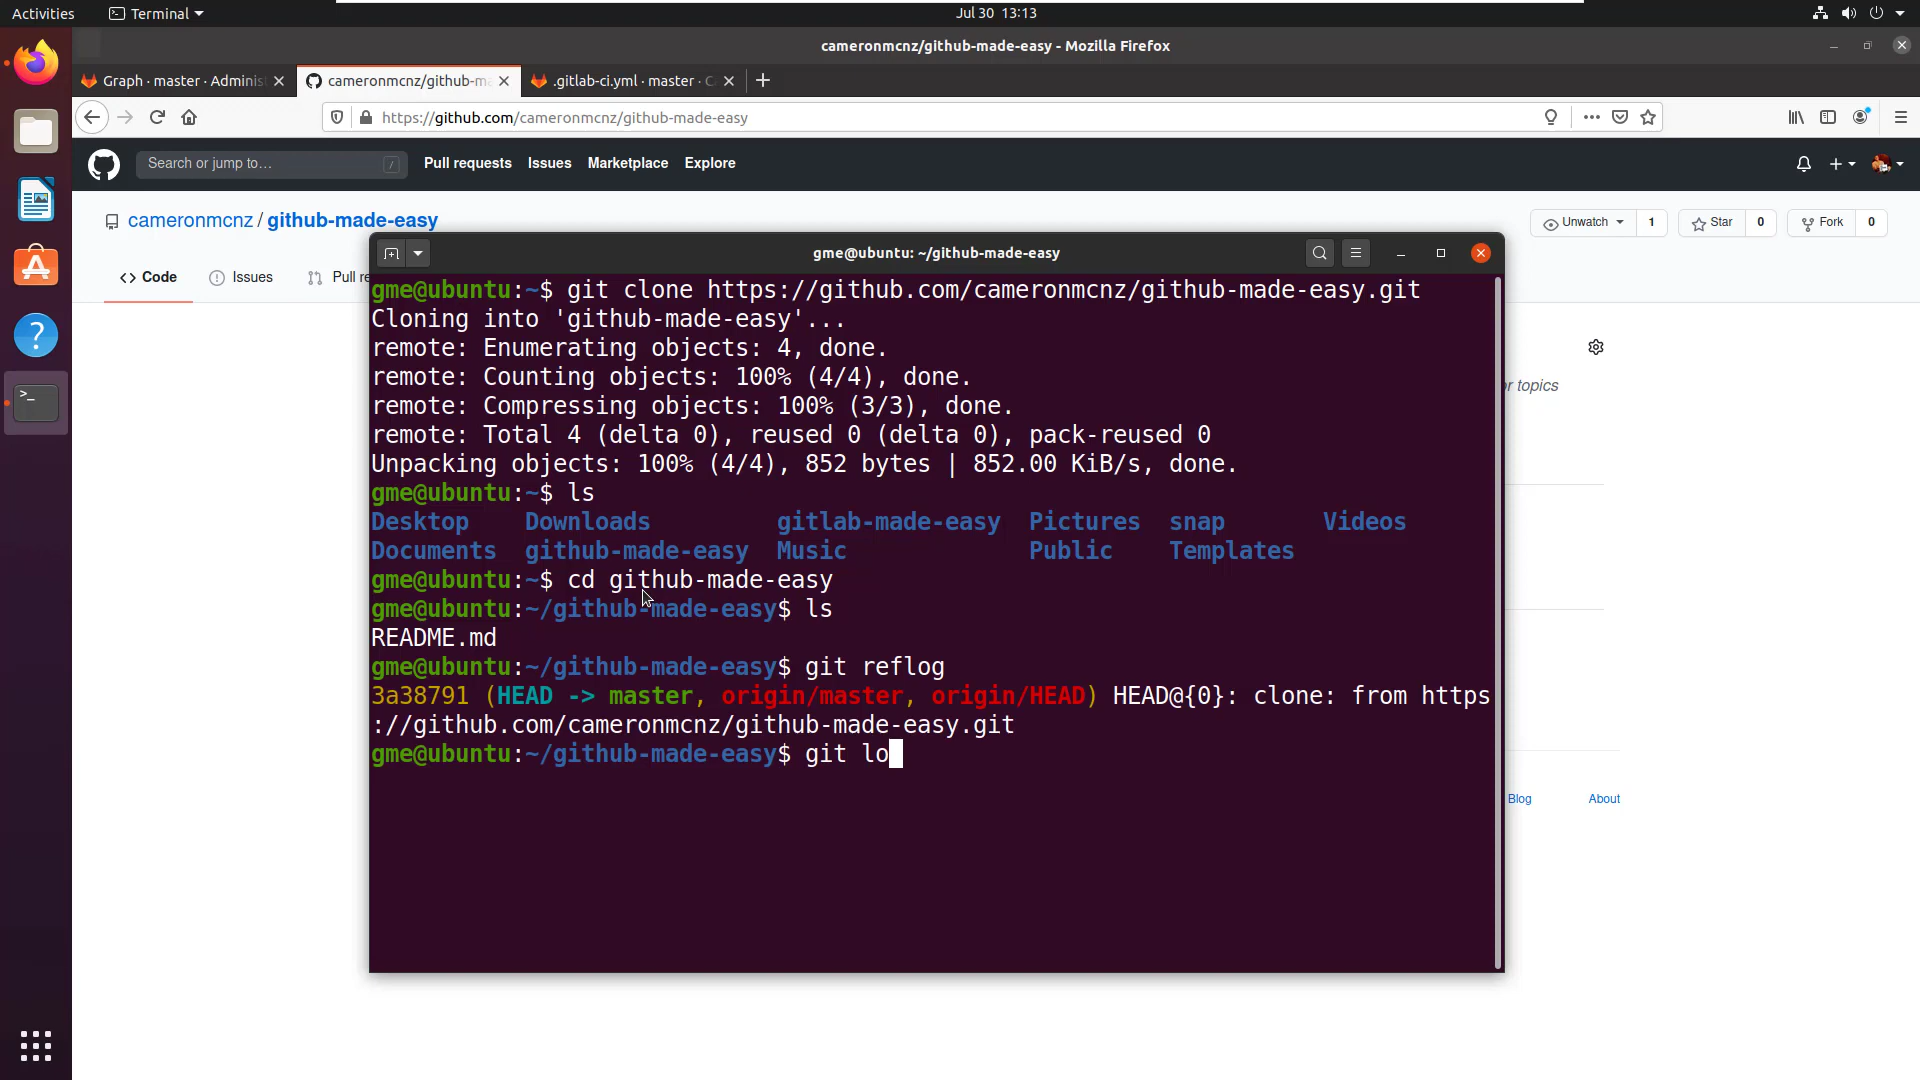 Activities
Terminal
Jul 30 13:13
cameronmcnz/github-made-easy - Mozilla Firefox
Graph · master · Adminis
cameronmcnz/github-ma
.gitlab-ci.yml · master · C
https://github.com/cameronmcnz/github-made-easy
Search or jump to…
/
Pull requests
Issues
Marketplace
Explore
cameronmcnz / github-made-easy
Unwatch
1
Star
0
Fork
0
Code
Issues
Pull re
gme@ubuntu: ~/github-made-easy
gme@ubuntu:~$ git clone https://github.com/cameronmcnz/github-made-easy.git
Cloning into 'github-made-easy'...
remote: Enumerating objects: 4, done.
remote: Counting objects: 100% (4/4), done.
remote: Compressing objects: 100% (3/3), done.
remote: Total 4 (delta 0), reused 0 (delta 0), pack-reused 0
Unpacking objects: 100% (4/4), 852 bytes | 852.00 KiB/s, done.
gme@ubuntu:~$ ls
Desktop Downloads gitlab-made-easy Pictures snap Videos
Documents github-made-easy Music Public Templates
gme@ubuntu:~$ cd github-made-easy
gme@ubuntu:~/github-made-easy$ ls
README.md
gme@ubuntu:~/github-made-easy$ git reflog
3a38791 (HEAD -> master, origin/master, origin/HEAD) HEAD@{0}: clone: from https
://github.com/cameronmcnz/github-made-easy.git
gme@ubuntu:~/github-made-easy$ git lo
or topics
Blog
About